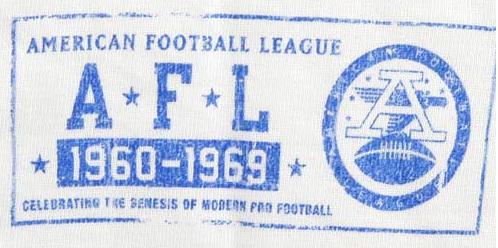 AMERICAN FOOTBALL LEAGUE
A★F★L
★ 1960-1969 ★
CELEBRATING THE GENESIS OF MODERN PRO FOOTBALL
A